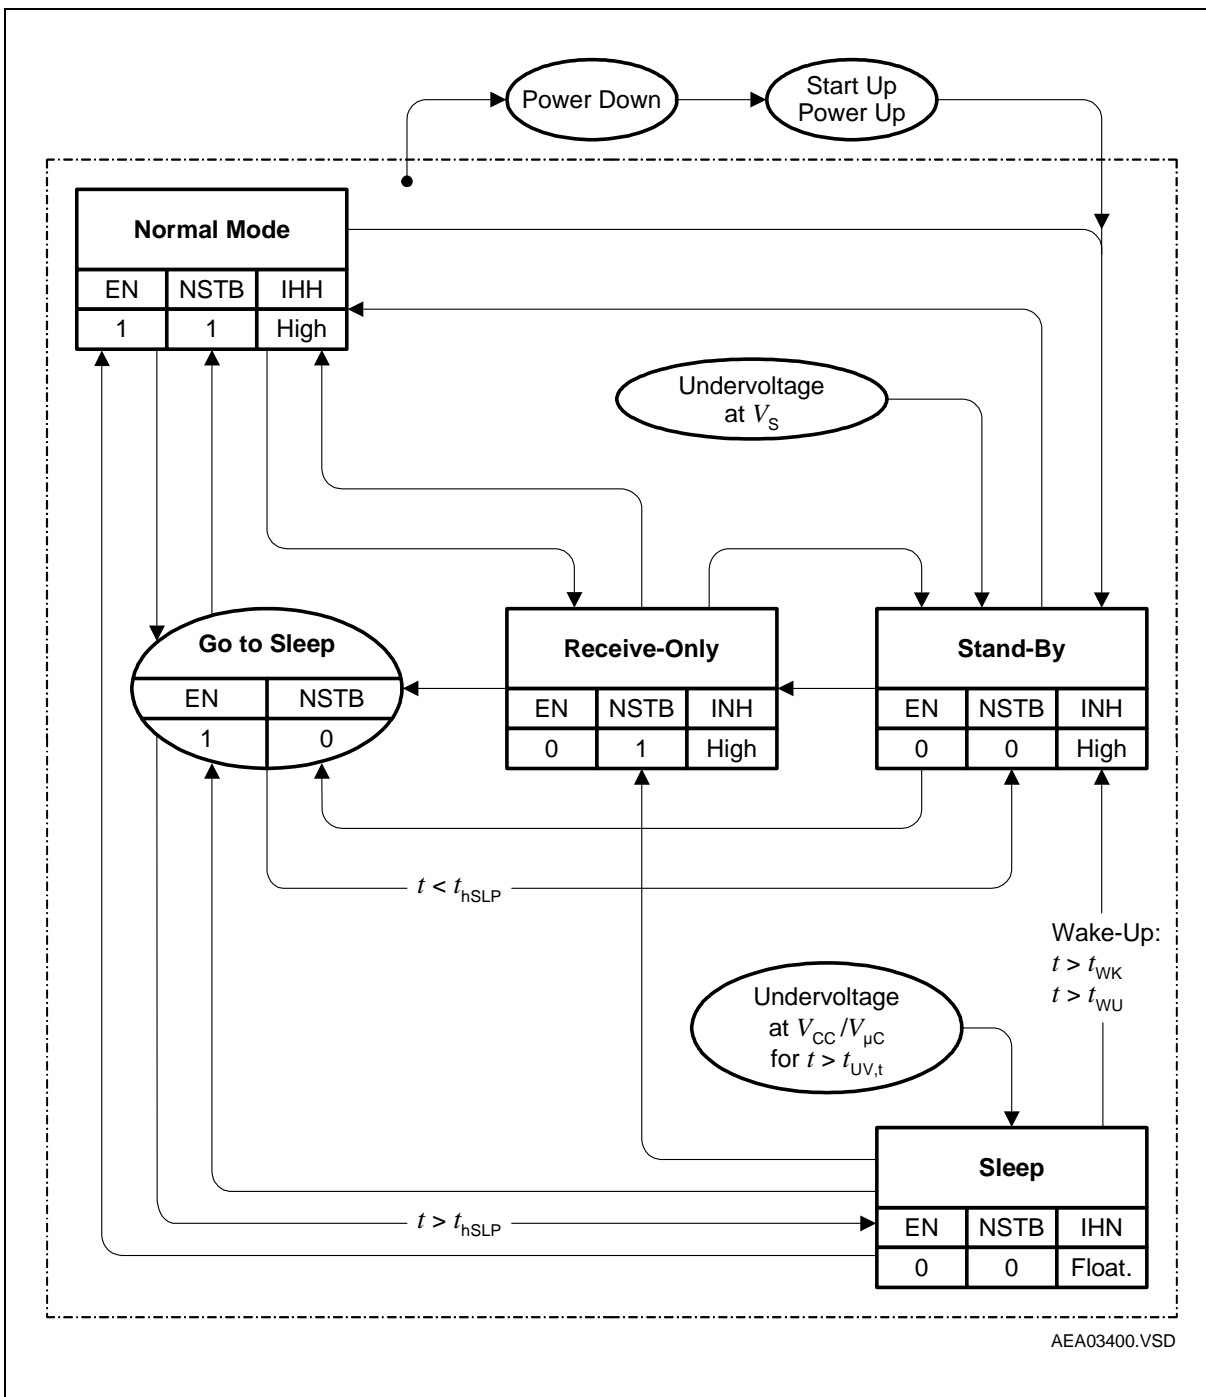 Power Down
Start Up
Power Up
Normal Mode
EN NSTB IHH
1 1 High
Undervoltage
at VS
Go to Sleep
EN NSTB
1 0
Receive-Only
EN NSTB INH
0 1 High
Stand-By
EN NSTB INH
0 0 High
t < thSLP
Wake-Up:
t > tWK
t > tWU
Undervoltage
at VCC/VµC
for t > tUV,t
Sleep
EN NSTB IHN
0 0 Float.
t > thSLP
AEA03400.VSD